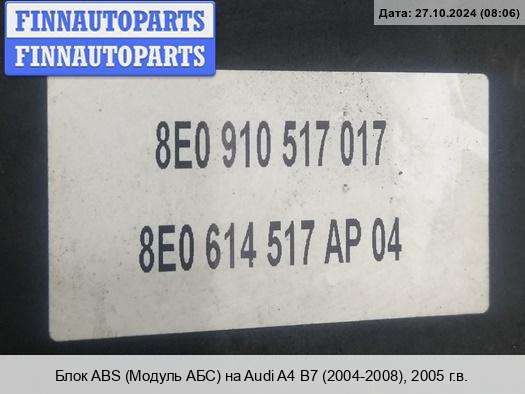 FINNAUTOPARTS
FINNAUTOPARTS
Дата: 27.10.2024 (08:06)
8E0 910 517 017
8E0 614 517 AP 04
Блок ABS (Модуль АБС) на Audi A4 B7 (2004-2008), 2005 г.в.